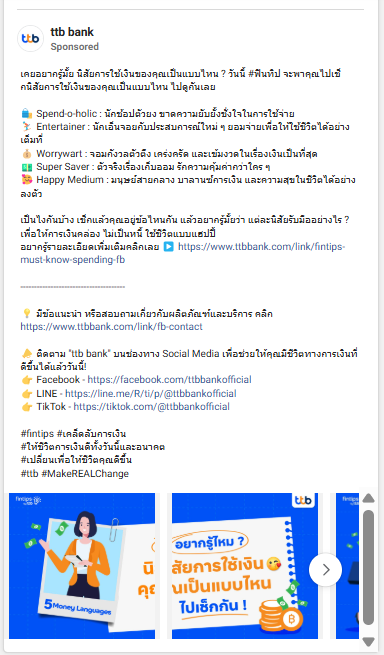 ttb bank
Sponsored
เคยอยากรู้มั้ย นิสัยการใช้เงินของคุณเป็นแบบไหน ? วันนี้ #ฟินทิป จะพาคุณไปเช็
กนิสัยการใช้เงินของคุณเป็นแบบไหน ไปดูกันเลย
🛍️ Spend-o-holic : นักช้อปตัวยง ขาดความยับยั้งชั่งใจในการใช้จ่าย
🏃 Entertainer : นักเอ็นจอยกับประสบการณ์ใหม่ ๆ ยอมจ่ายเพื่อให้ใช้ชีวิตได้อย่าง
เต็มที่
Worrywart : จอมกังวลตัวตึง เคร่งครัด และเข้มงวดในเรื่องเงินเป็นที่สุด
💵 Super Saver : ตัวจริงเรื่องเก็บออม รักความคุ้มค่ากว่าใคร ๆ
Happy Medium : มนุษย์สายกลาง บาลานซ์การเงิน และความสุขในชีวิตได้อย่าง
ลงตัว
เป็นไงกันบ้าง เช็กแล้วคุณอยู่ข้อไหนกัน แล้วอยากรู้มั้ยว่า แต่ละนิสัยรับมืออย่างไร ?
เพื่อให้การเงินคล่อง ไม่เป็นหนี้ ใช้ชีวิตแบบแฮปปี้
อยากรู้รายละเอียดเพิ่มเติมคลิกเลย ▶️ https://www.ttbbank.com/link/fintips-
must-know-spending-fb
-----------------------------------
💡 มีข้อแนะนำ หรือสอบถามเกี่ยวกับผลิตภัณฑ์และบริการ คลิก
https://www.ttbbank.com/link/fb-contact
ติดตาม "ttb bank" บนช่องทาง Social Media เพื่อช่วยให้คุณมีชีวิตทางการเงินที่
ดีขึ้นได้แล้ววันนี้!
👉 Facebook - https://facebook.com/ttbbankofficial
👉 LINE - https://line.me/R/ti/p/@ttbbankofficial
👉 TikTok - https://tiktok.com/@ttbbankofficial
#fintips #เคล็ดลับการเงิน
#ให้ชีวิตการเงินดีทั้งวันนี้และอนาคต
#เปลี่ยนเพื่อให้ชีวิตคุณดีขึ้น
#ttb #MakeREALChange
fintips
5 Money Languages
ttb
อยากรู้ไหม ?
สัยการใช้เงิน
นเป็นแบบไหน
ไปเช็กกัน !
fintips